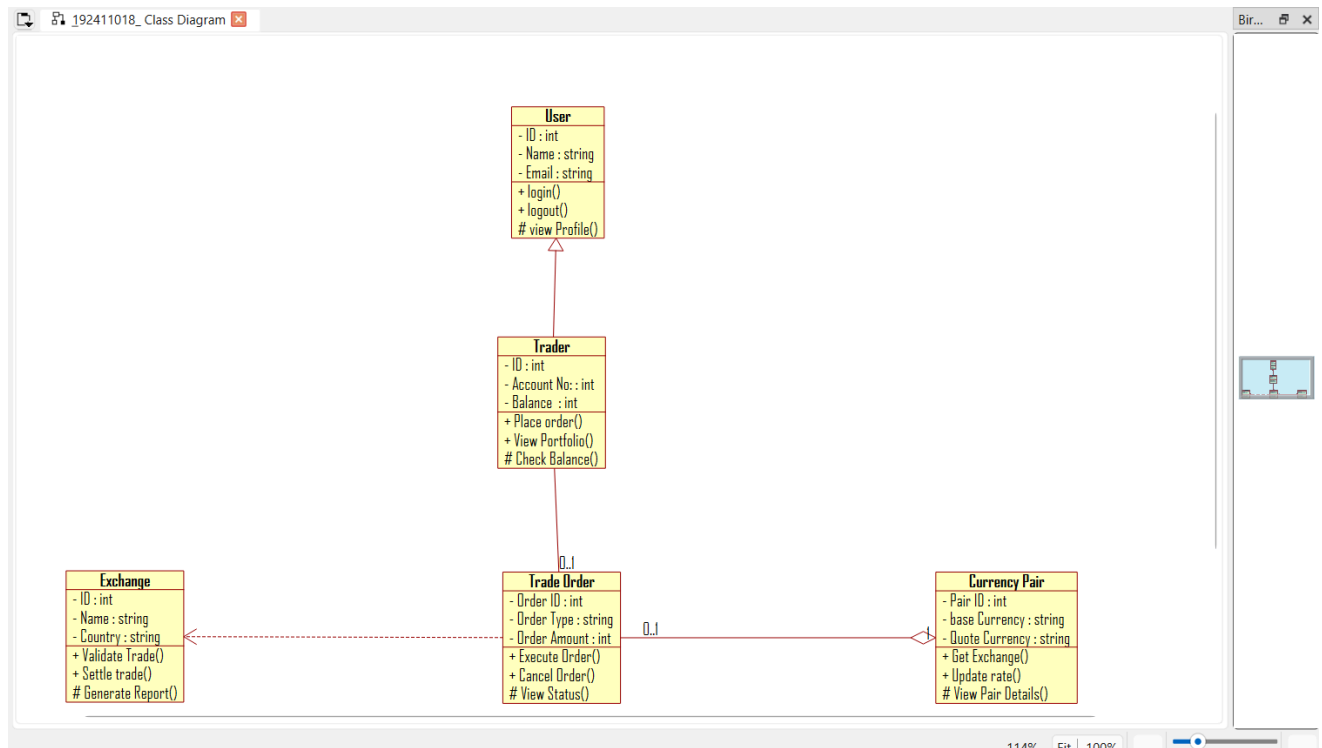 192411018_ Class Diagram
Bir...
User
- ID : int
- Name : string
- Email : string
+ login()
+ logout()
# view Profile()
Trader
- ID : int
- Account No: : int
- Balance : int
+ Place order()
+ View Portfolio()
# Check Balance()
0..1
Exchange
- ID : int
- Name : string
- Country : string
+ Validate Trade()
+ Settle trade()
# Generate Report()
Trade Order
- Order ID : int
- Order Type : string
- Order Amount : int
+ Execute Order()
+ Cancel Order()
# View Status()
0..1
1
Currency Pair
- Pair ID : int
- base Currency : string
- Quote Currency : string
+ Get Exchange()
+ Update rate()
# View Pair Details()
114% Fit 100%